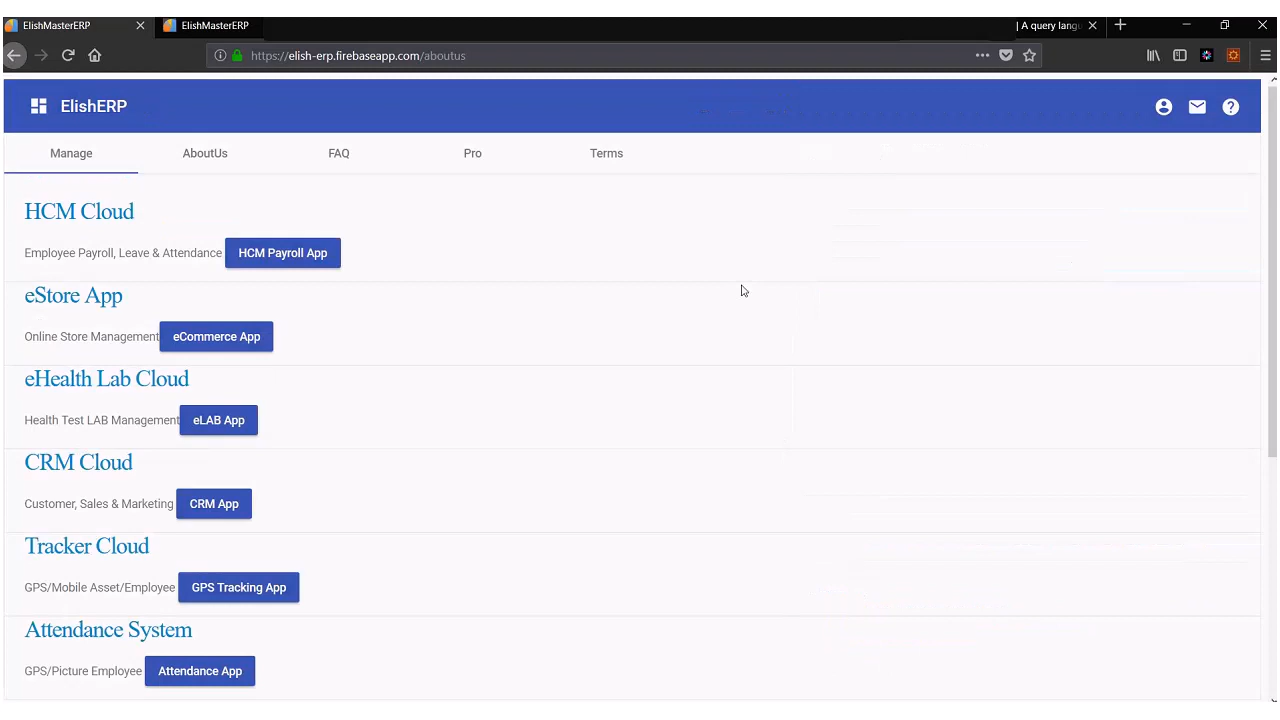 ElishMasterERP
ElishMasterERP
| A query langu
https://elish-erp.firebaseapp.com/aboutus
ElishERP
Manage AboutUs FAQ Pro Terms
HCM Cloud
Employee Payroll, Leave & Attendance HCM Payroll App
eStore App
Online Store Management eCommerce App
eHealth Lab Cloud
Health Test LAB Management eLAB App
CRM Cloud
Customer, Sales & Marketing CRM App
Tracker Cloud
GPS/Mobile Asset/Employee GPS Tracking App
Attendance System
GPS/Picture Employee Attendance App